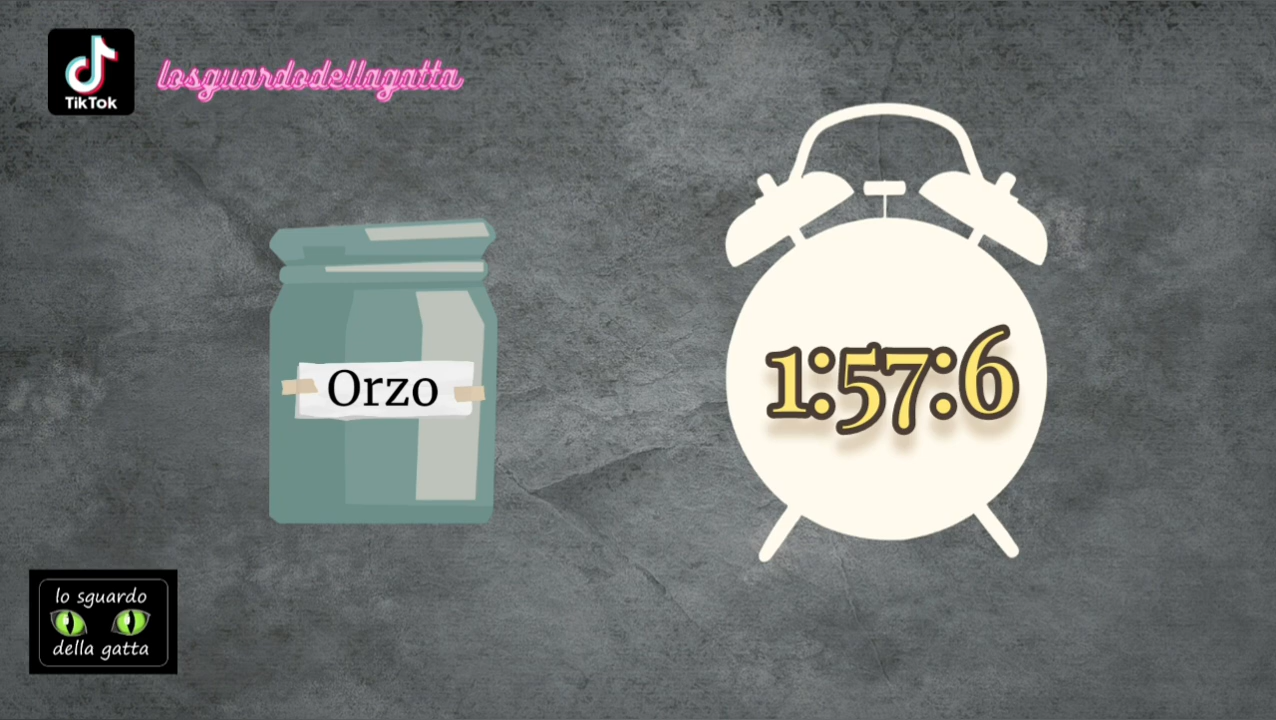 TikTok
losguardodellagatta
Orzo
1:57:6
lo sguardo
della gatta